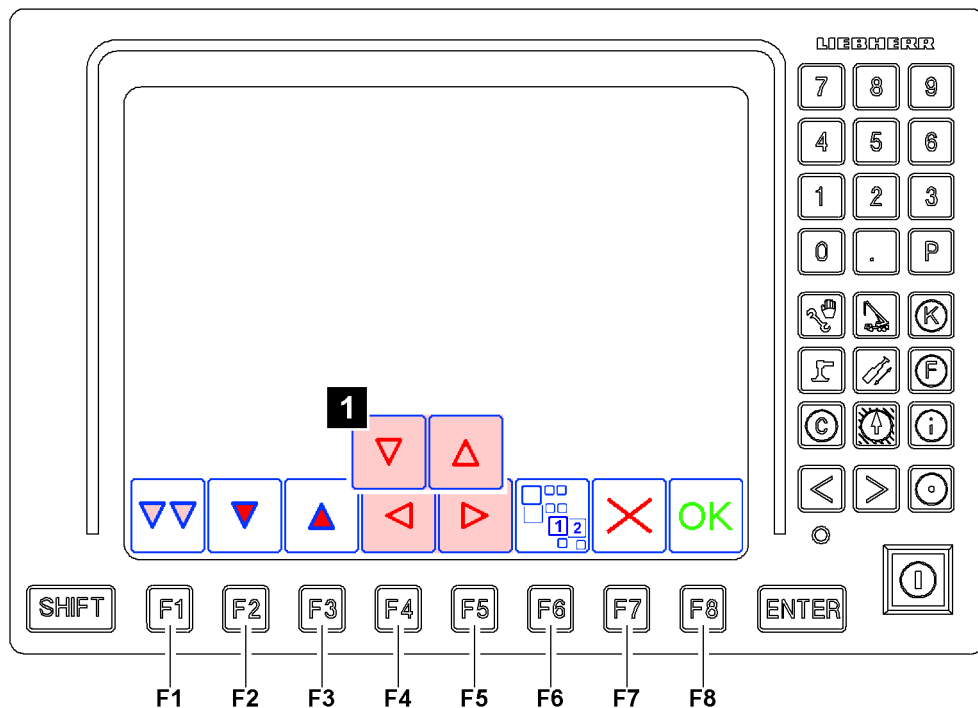 LIEBHERR
7 8 9
4 5 6
1 2 3
0 . P
K
F
C i
1
1 2
OK
< >
SHIFT F1 F2 F3 F4 F5 F6 F7 F8 ENTER
F1 F2 F3 F4 F5 F6 F7 F8